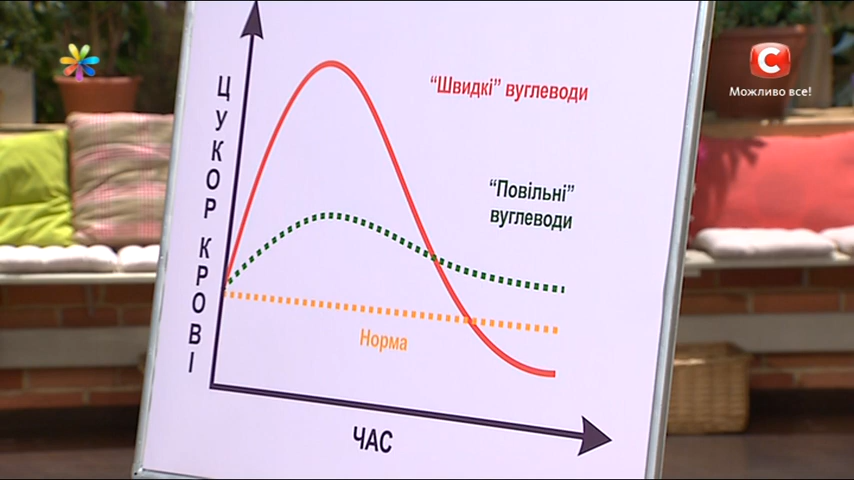 “Швидкі” вуглеводи
“Повільні”
вуглеводи
Норма
ЦУКОР КРОВІ
ЧАС
С
Можливо все!